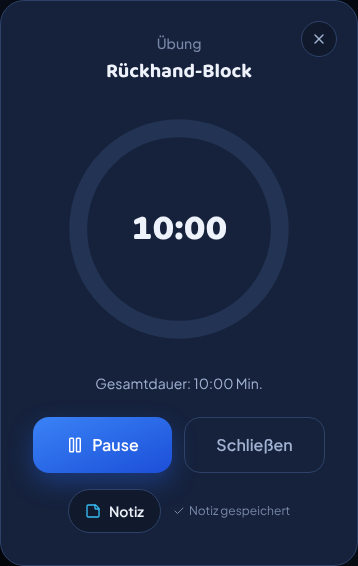 Übung
Rückhand-Block
10:00
Gesamtdauer: 10:00 Min.
Pause
Schließen
Notiz
Notiz gespeichert